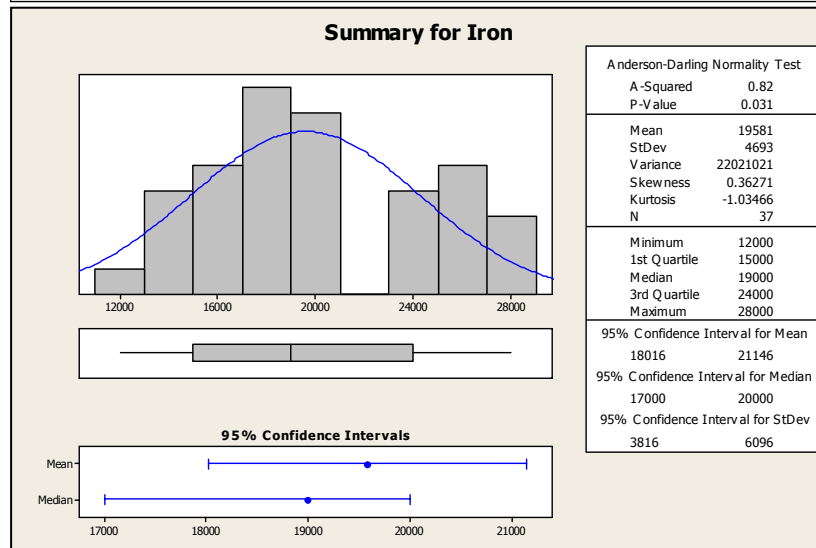 Summary for Iron
12000 16000 20000 24000 28000
95% Confidence Intervals
Mean
Median
17000 18000 19000 20000 21000
Anderson-Darling Normality Test
A-Squared 0.82
P-Value 0.031
Mean 19581
StDev 4693
Variance 22021021
Skewness 0.36271
Kurtosis -1.03466
N 37
Minimum 12000
1st Quartile 15000
Median 19000
3rd Quartile 24000
Maximum 28000
95% Confidence Interval for Mean
18016 21146
95% Confidence Interval for Median
17000 20000
95% Confidence Interval for StDev
3816 6096